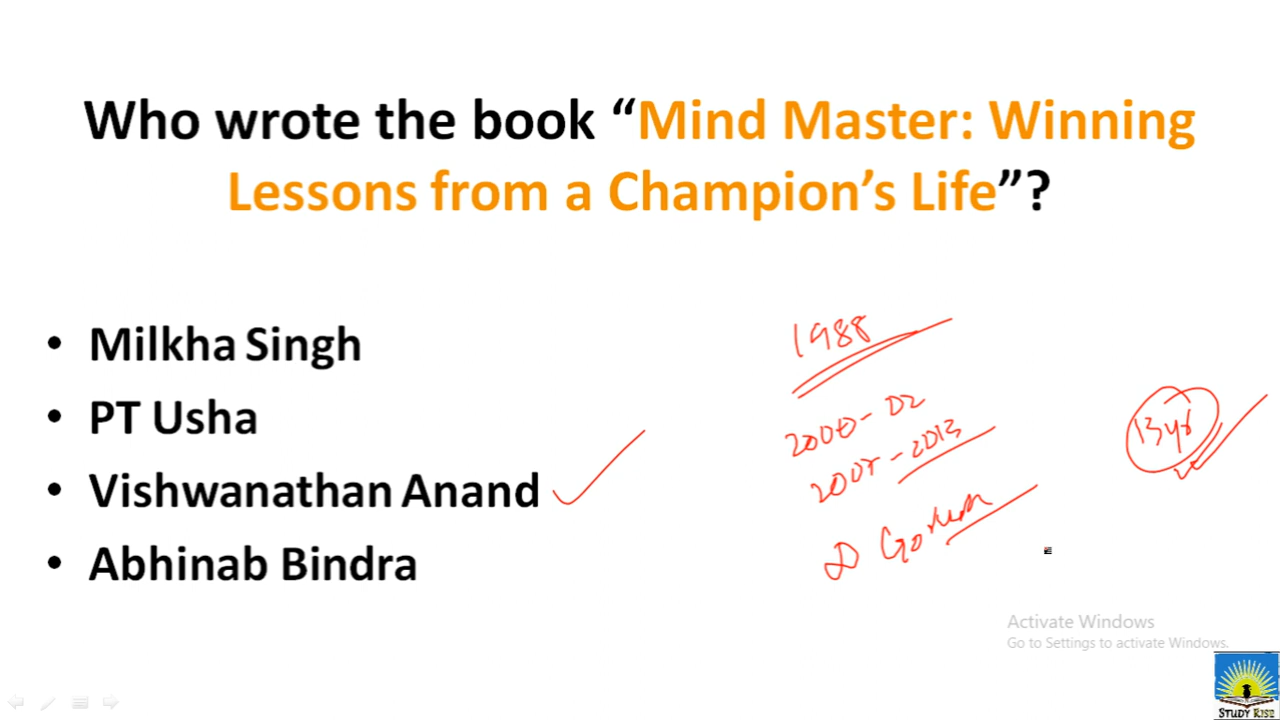 Who wrote the book “Mind Master: Winning
Lessons from a Champion’s Life”?
• Milkha Singh
• PT Usha
• Vishwanathan Anand
• Abhinab Bindra
1988
2000-02
2007-2013
D Gukesh
13yr
Activate Windows
Go to Settings to activate Windows.
STUDY RISE